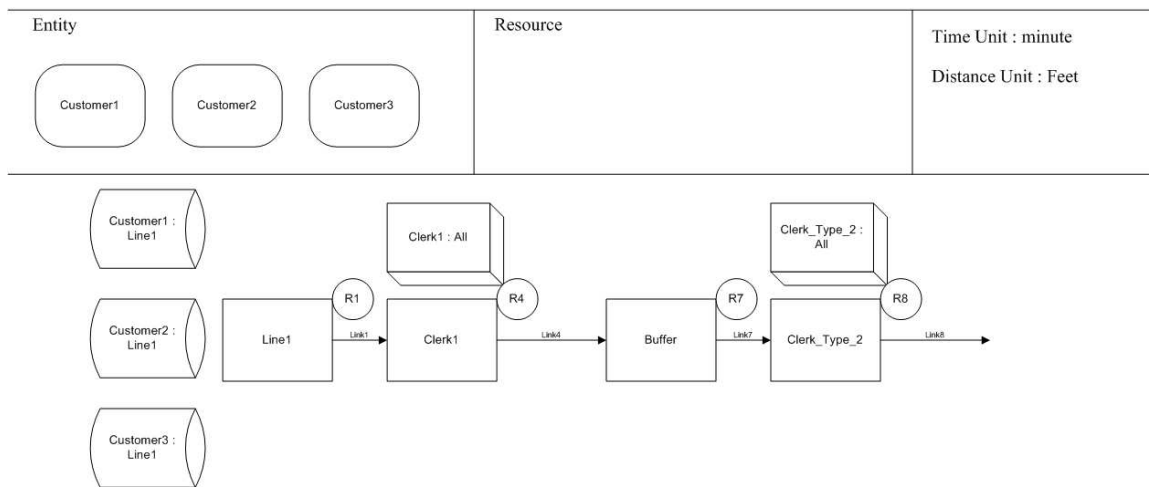 Entity
Resource
Time Unit : minute
Distance Unit : Feet
Customer1
Customer2
Customer3
Customer1 :
Line1
Clerk1 : All
Clerk_Type_2 :
All
Customer2 :
Line1
Line1
R1
Link1
Clerk1
R4
Link4
Buffer
R7
Link7
Clerk_Type_2
R8
Link8
Customer3 :
Line1